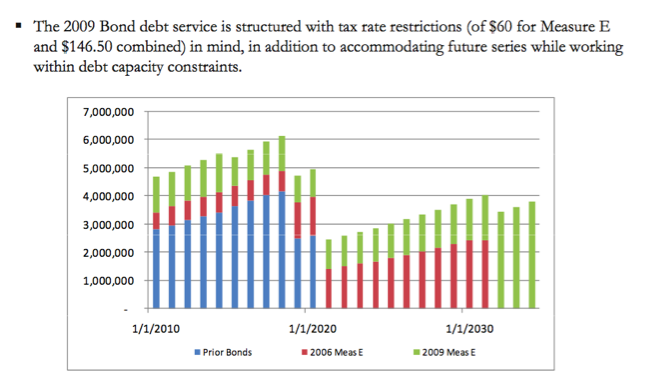 ▪ The 2009 Bond debt service is structured with tax rate restrictions (of $60 for Measure E
and $146.50 combined) in mind, in addition to accommodating future series while working
within debt capacity constraints.
7,000,000
6,000,000
5,000,000
4,000,000
3,000,000
2,000,000
1,000,000
-
1/1/2010 1/1/2020 1/1/2030
Prior Bonds 2006 Meas E 2009 Meas E